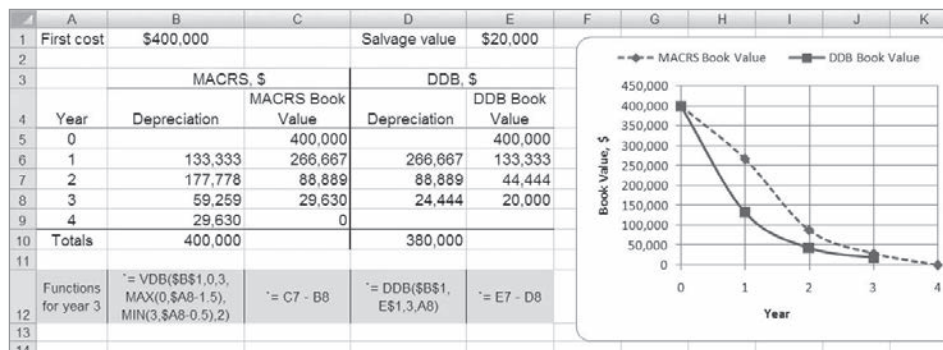 A B C D E F G H I J K
1 First cost $400,000 Salvage value $20,000
2
3 MACRS, $ DDB, $
MACRS Book DDB Book
4 Year Depreciation Value Depreciation Value
5 0 400,000 400,000
6 1 133,333 266,667 266,667 133,333
7 2 177,778 88,889 88,889 44,444
8 3 59,259 29,630 24,444 20,000
9 4 29,630 0
10 Totals 400,000 380,000
11
Functions
for year 3
'= VDB($B$1,0,3,
MAX(0,$A8-1.5),
MIN(3,$A8-0.5),2)
'= C7 - B8
'= DDB($B$1,
E$1,3,A8)
'= E7 - D8
12
13
14
MACRS Book Value DDB Book Value
Book Value, $
450,000
400,000
350,000
300,000
250,000
200,000
150,000
100,000
50,000
0
0 1 2 3 4
Year